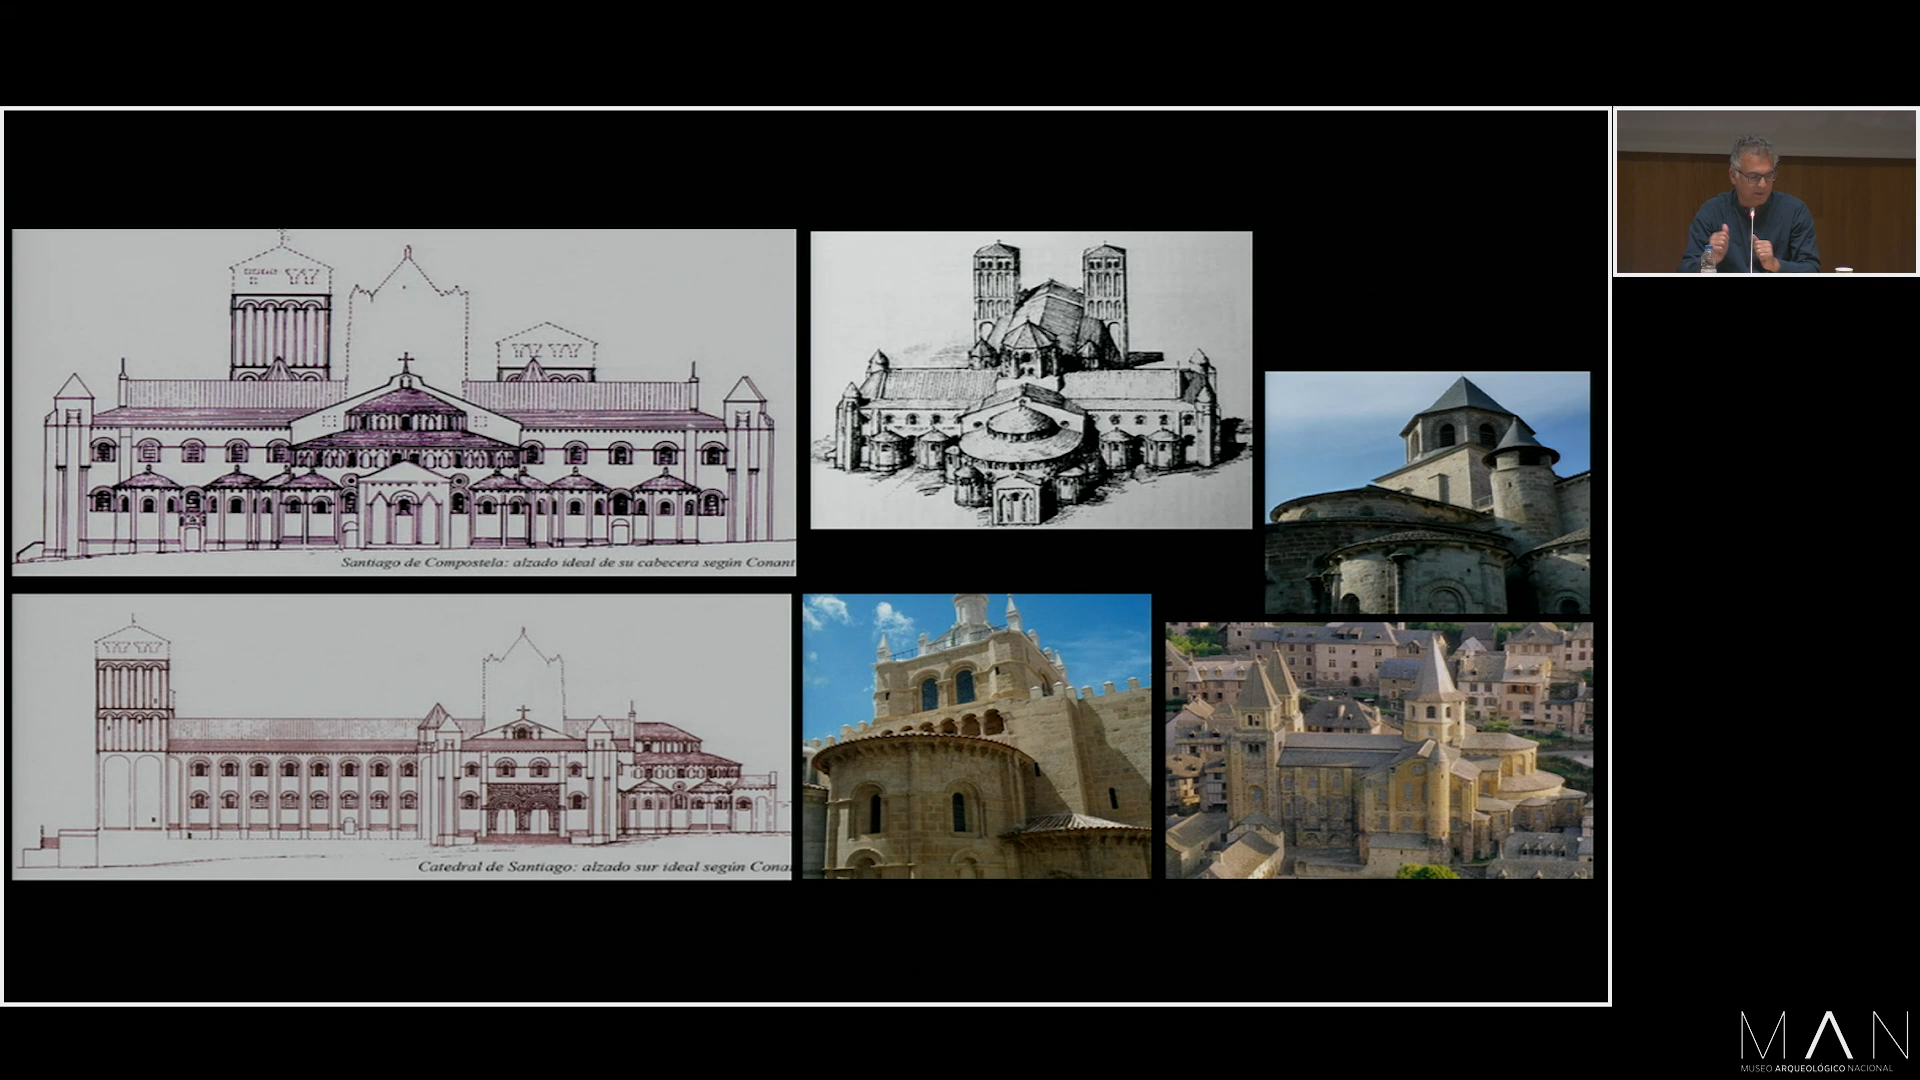 Santiago de Compostela: alzado ideal de su cabecera según Conant
Catedral de Santiago: alzado sur ideal según Cona
MAN
MUSEO ARQUEOLÓGICO NACIONAL